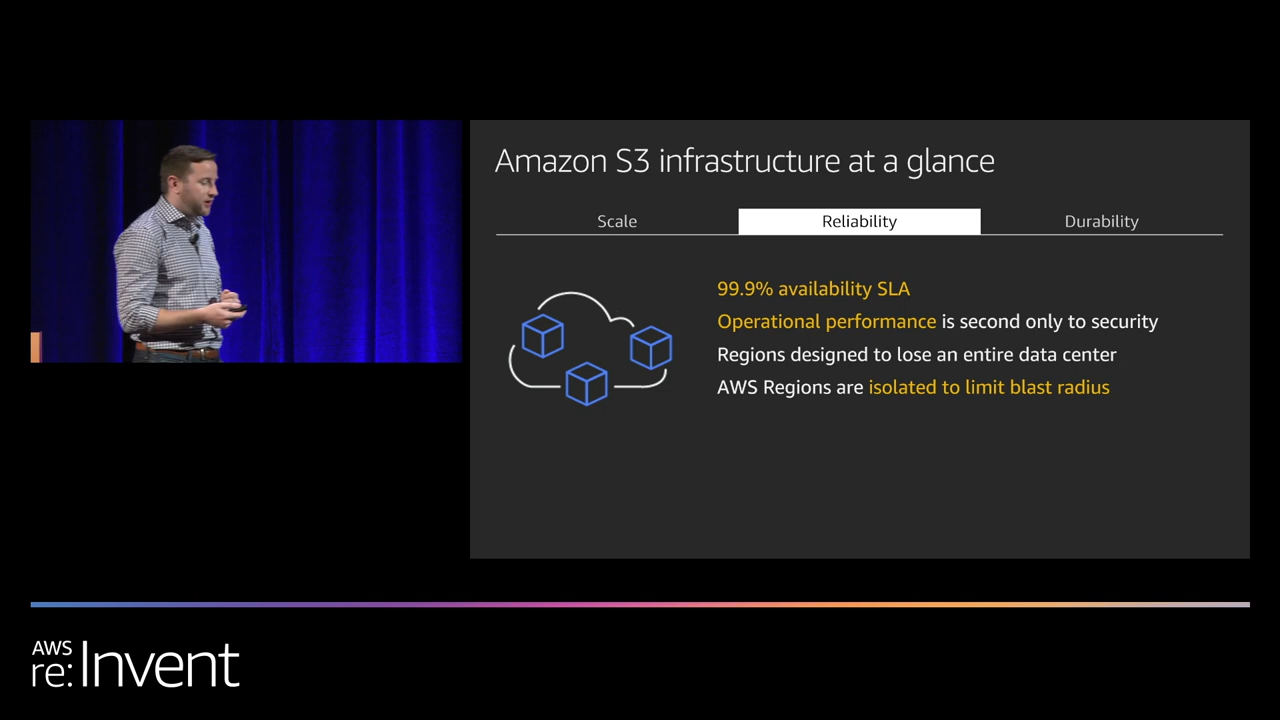 Amazon S3 infrastructure at a glance
Scale
Reliability
Durability
99.9% availability SLA
Operational performance is second only to security
Regions designed to lose an entire data center
AWS Regions are isolated to limit blast radius
AWS
re:Invent